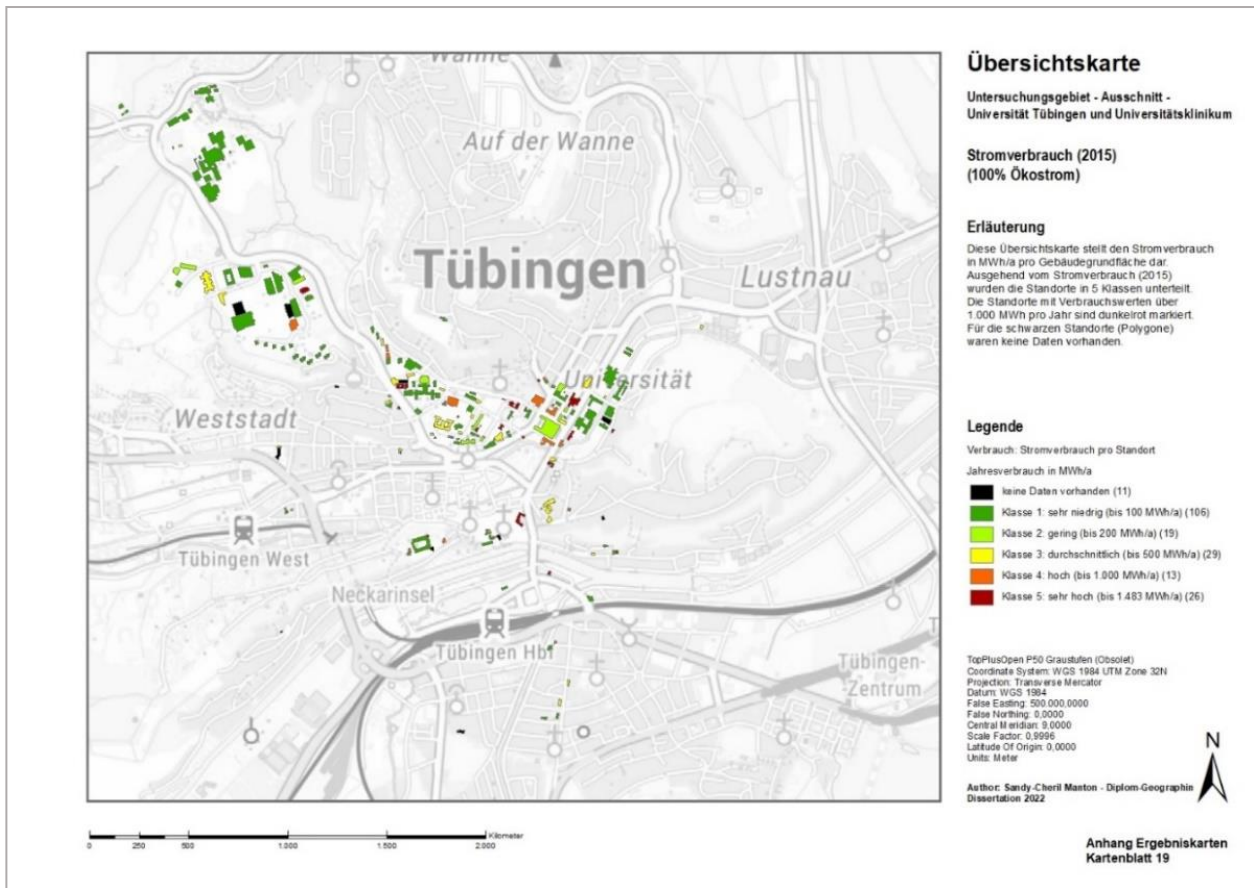 Wanne
Auf der Wanne
Tübingen
Lustnau
Universität
Weststadt
Tübingen West
Neckarinsel
Tübingen Hbf
Tübingen-
Zentrum
Übersichtskarte
Untersuchungsgebiet - Ausschnitt -
Universität Tübingen und Universitätsklinikum
Stromverbrauch (2015)
(100% Ökostrom)
Erläuterung
Diese Übersichtskarte stellt den Stromverbrauch
in MWh/a pro Gebäudegrundfläche dar.
Ausgehend vom Stromverbrauch (2015)
wurden die Standorte in 5 Klassen unterteilt.
Die Standorte mit Verbrauchswerten über
1.000 MWh pro Jahr sind dunkelrot markiert.
Für die schwarzen Standorte (Polygone)
waren keine Daten vorhanden.
Legende
Verbrauch: Stromverbrauch pro Standort
Jahresverbrauch in MWh/a
keine Daten vorhanden (11)
Klasse 1: sehr niedrig (bis 100 MWh/a) (106)
Klasse 2: gering (bis 200 MWh/a) (19)
Klasse 3: durchschnittlich (bis 500 MWh/a) (29)
Klasse 4: hoch (bis 1.000 MWh/a) (13)
Klasse 5: sehr hoch (bis 1.483 MWh/a) (26)
TopPlusOpen P50 Graustufen (Obsolet)
Coordinate System: WGS 1984 UTM Zone 32N
Projection: Transverse Mercator
Datum: WGS 1984
False Easting: 500.000,0000
False Northing: 0,0000
Central Meridian: 9,0000
Scale Factor: 0,9996
Latitude Of Origin: 0,0000
Units: Meter
N
Author: Sandy-Cheril Manton - Diplom-Geographin
Dissertation 2022
Kilometer
0 250 500 1.000 1.500 2.000
Anhang Ergebniskarten
Kartenblatt 19